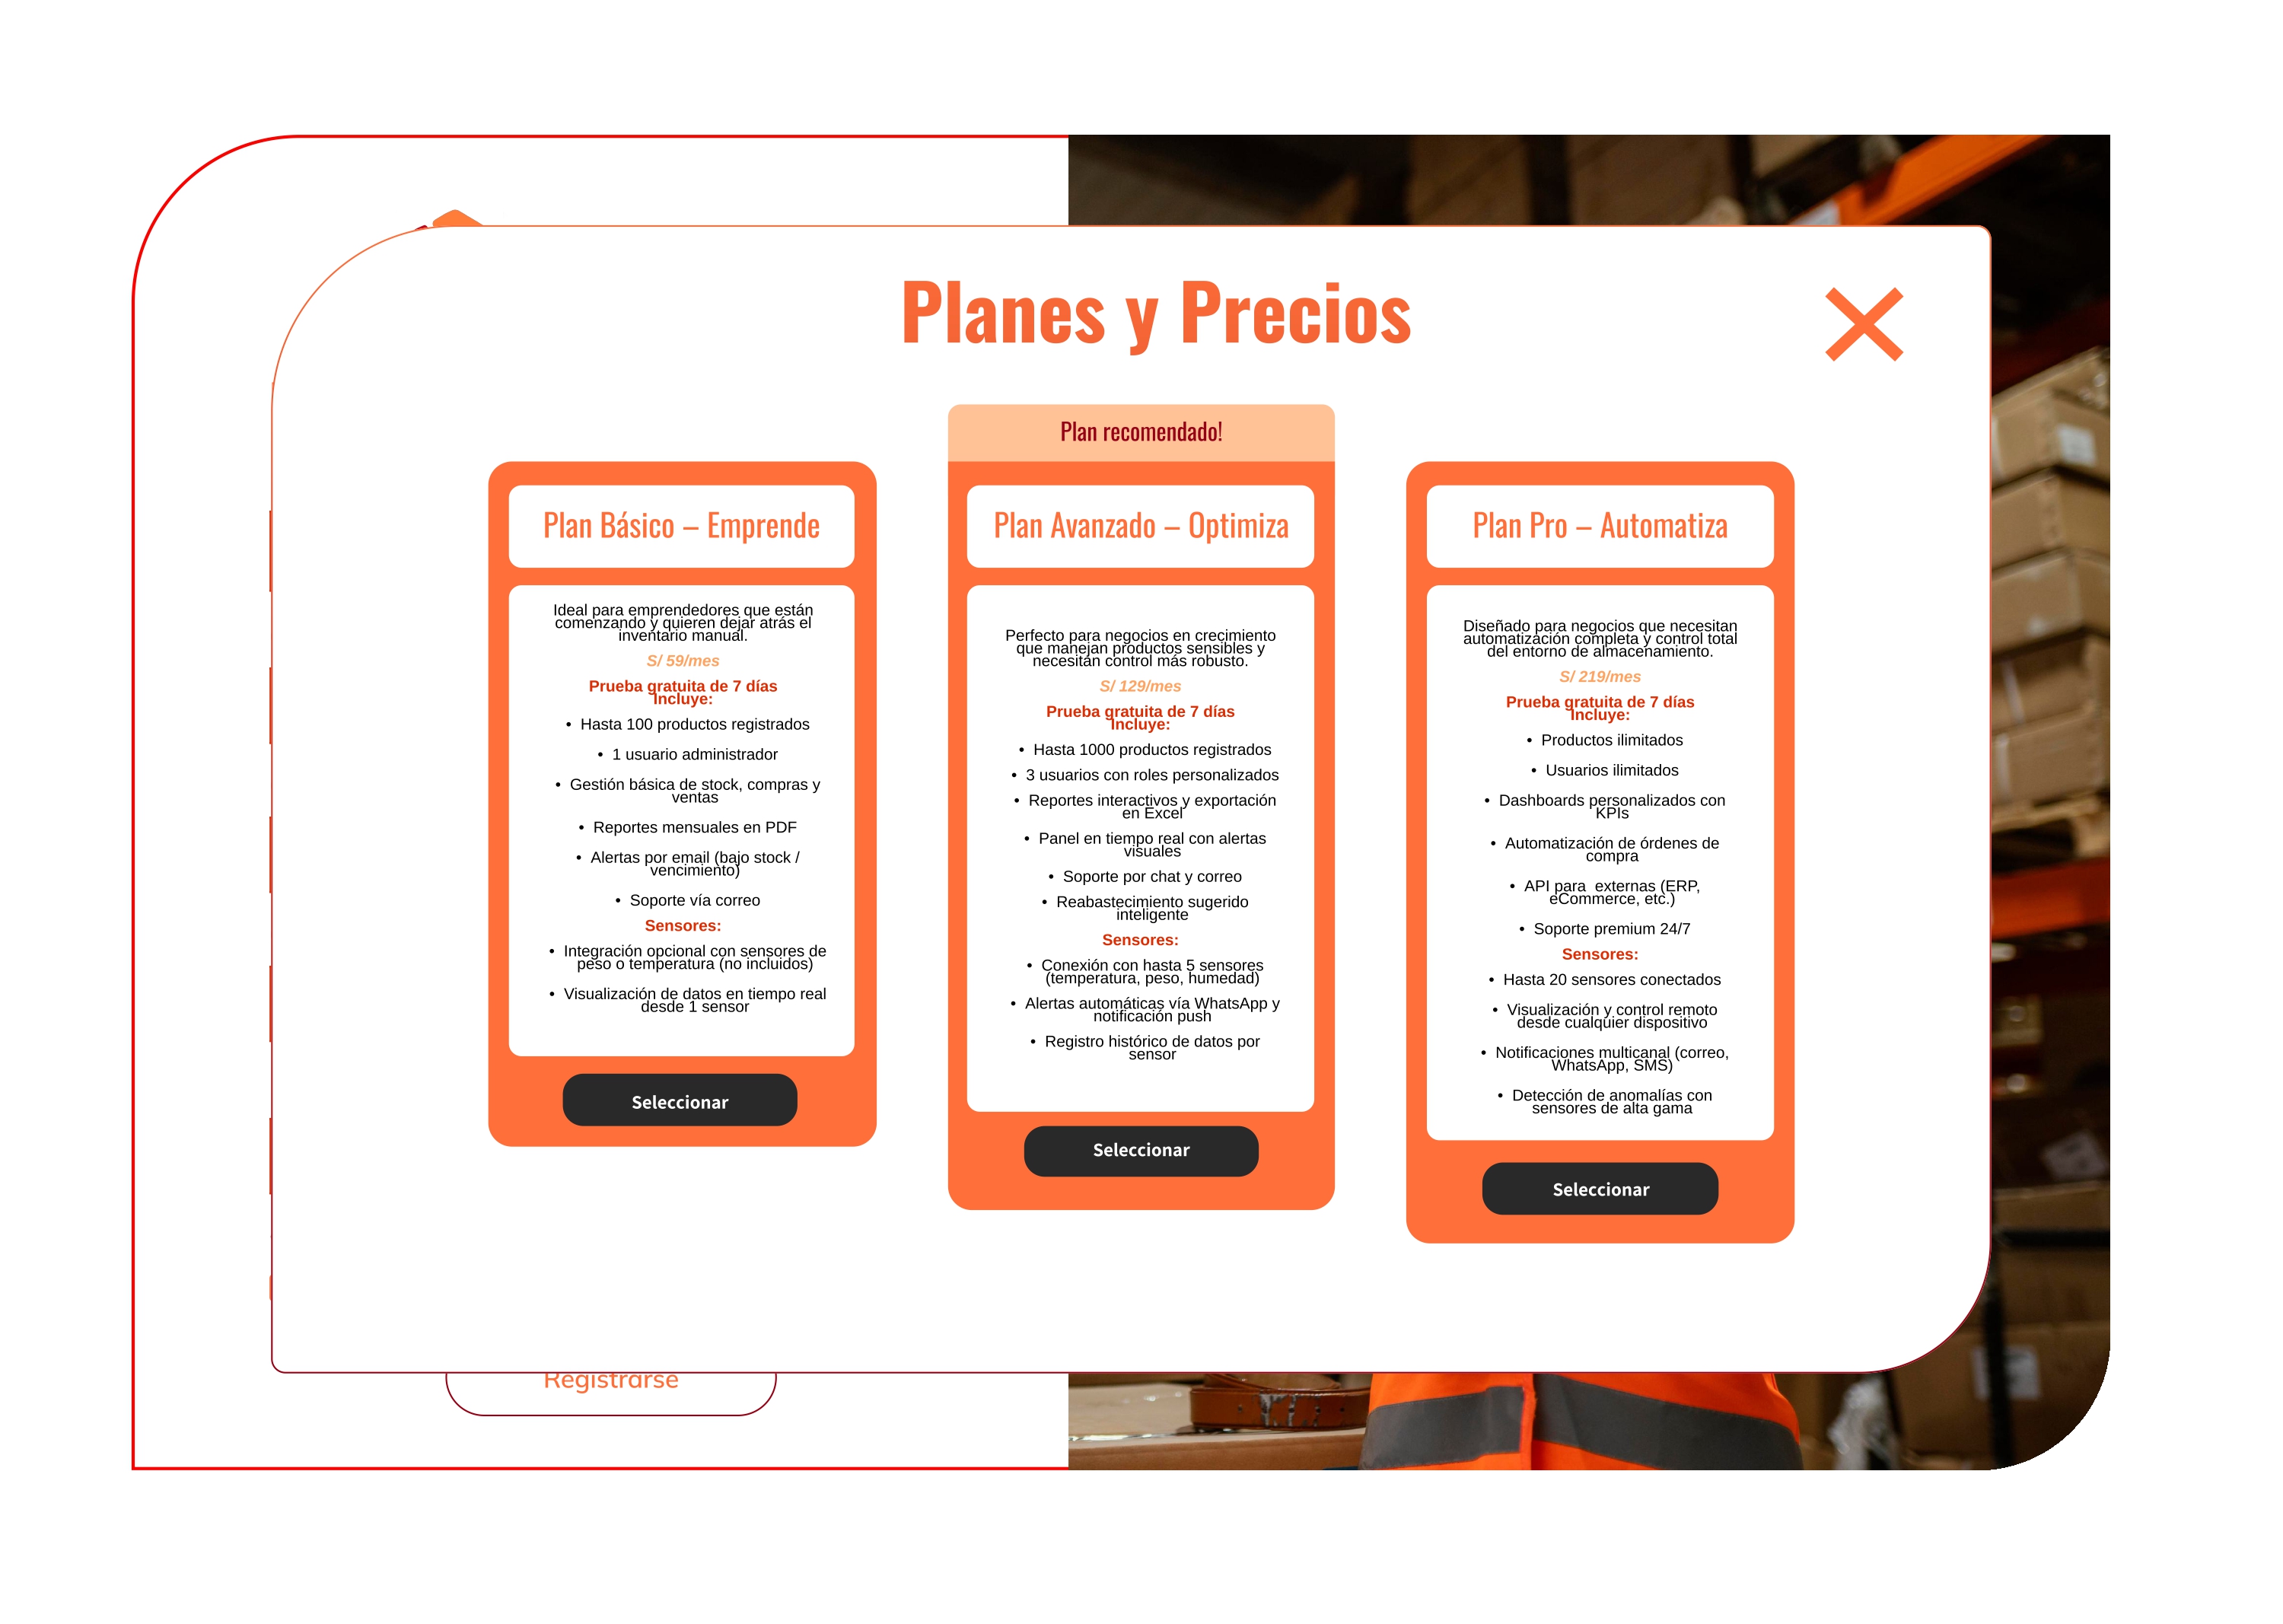 Planes y Precios
Plan Básico – Emprende
Ideal para emprendedores que están
comenzando y quieren dejar atrás el
inventario manual.
S/ 59/mes
Prueba gratuita de 7 días
Incluye:
• Hasta 100 productos registrados
• 1 usuario administrador
• Gestión básica de stock, compras y
ventas
• Reportes mensuales en PDF
• Alertas por email (bajo stock /
vencimiento)
• Soporte vía correo
Sensores:
• Integración opcional con sensores de
peso o temperatura (no incluidos)
• Visualización de datos en tiempo real
desde 1 sensor
Seleccionar
Plan recomendado!
Plan Avanzado – Optimiza
Perfecto para negocios en crecimiento
que manejan productos sensibles y
necesitan control más robusto.
S/ 129/mes
Prueba gratuita de 7 días
Incluye:
• Hasta 1000 productos registrados
• 3 usuarios con roles personalizados
• Reportes interactivos y exportación
en Excel
• Panel en tiempo real con alertas
visuales
• Soporte por chat y correo
• Reabastecimiento sugerido
inteligente
Sensores:
• Conexión con hasta 5 sensores
(temperatura, peso, humedad)
• Alertas automáticas vía WhatsApp y
notificación push
• Registro histórico de datos por
sensor
Seleccionar
Plan Pro – Automatiza
Diseñado para negocios que necesitan
automatización completa y control total
del entorno de almacenamiento.
S/ 219/mes
Prueba gratuita de 7 días
Incluye:
• Productos ilimitados
• Usuarios ilimitados
• Dashboards personalizados con
KPIs
• Automatización de órdenes de
compra
• API para  externas (ERP,
eCommerce, etc.)
• Soporte premium 24/7
Sensores:
• Hasta 20 sensores conectados
• Visualización y control remoto
desde cualquier dispositivo
• Notificaciones multicanal (correo,
WhatsApp, SMS)
• Detección de anomalías con
sensores de alta gama
Seleccionar
Registrarse